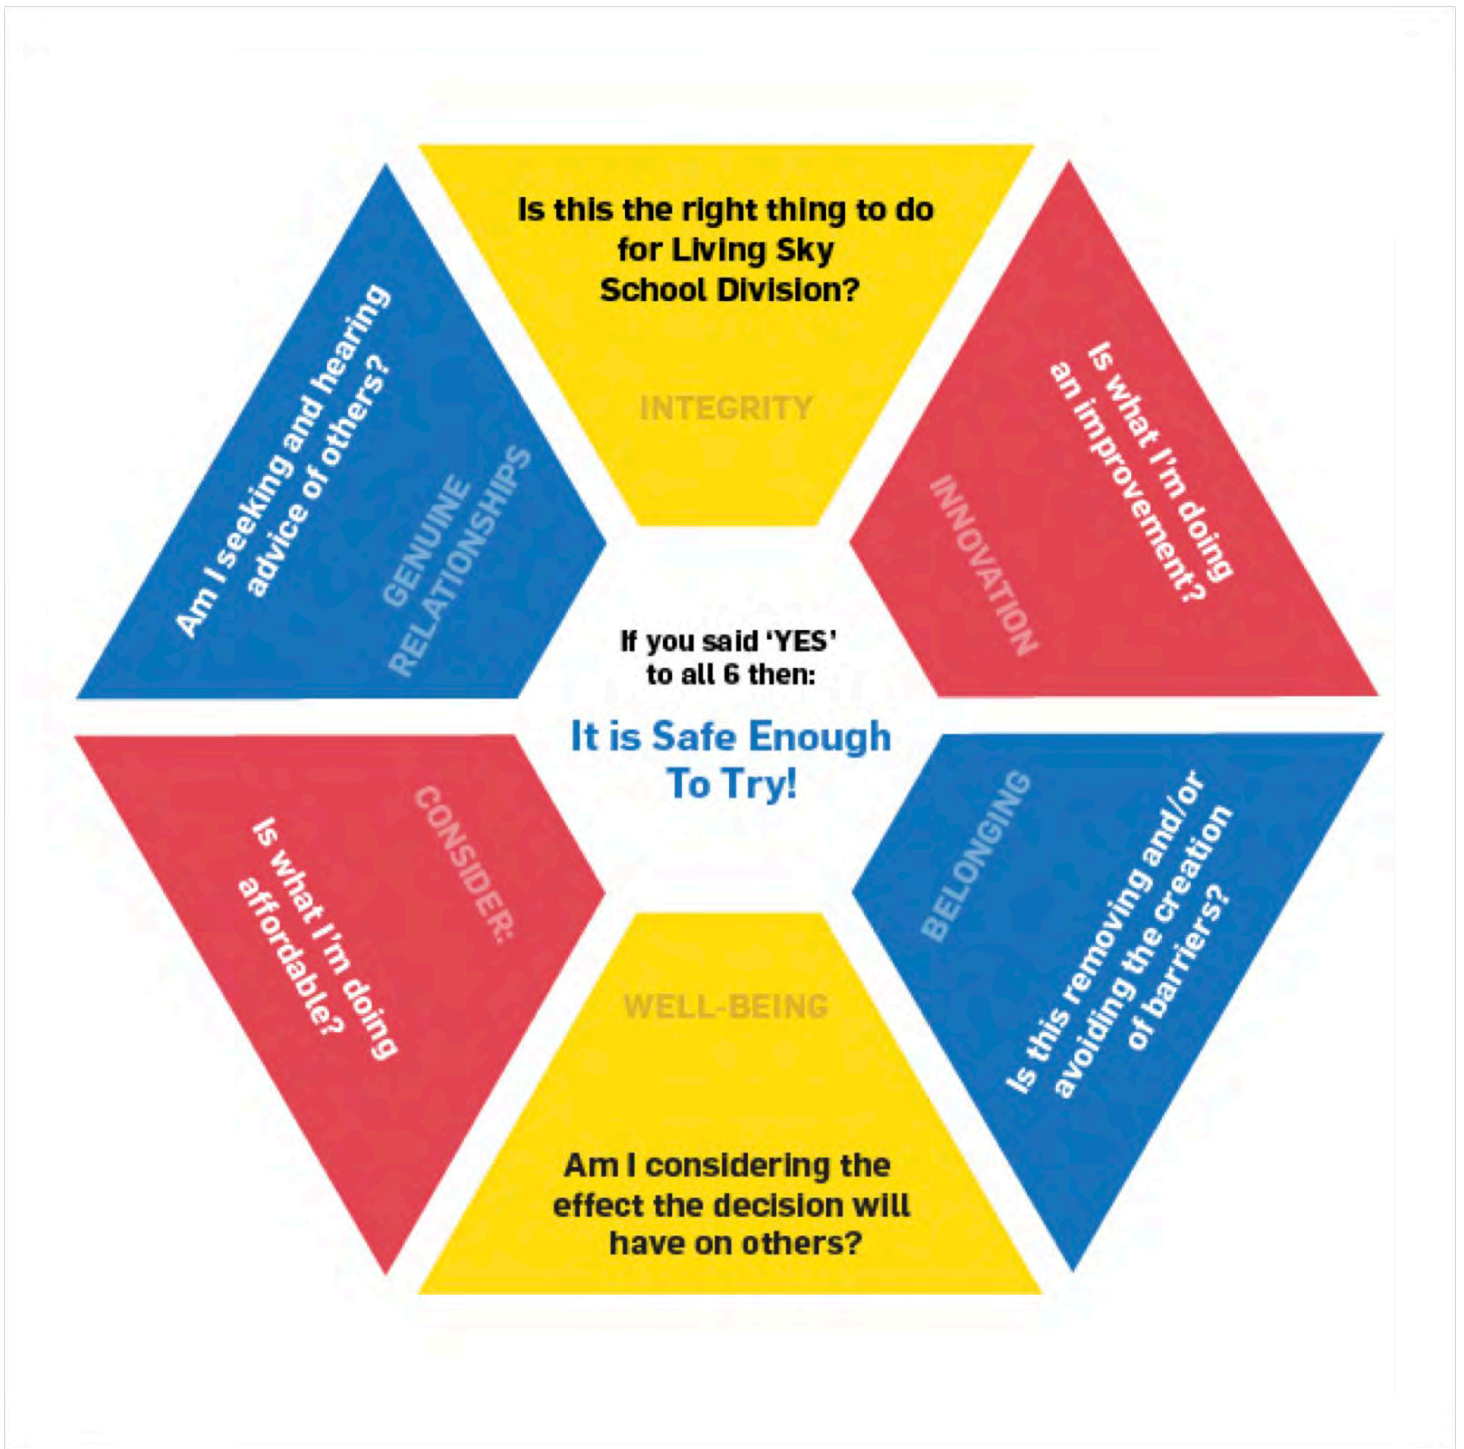 Is this the right thing to do
for Living Sky
School Division?
INTEGRITY
Is what I'm doing
an improvement?
INNOVATION
Is this removing and/or
avoiding the creation
of barriers?
BELONGING
WELL-BEING
Am I considering the
effect the decision will
have on others?
CONSIDER:
Is what I'm doing
affordable?
Am I seeking and hearing
advice of others?
GENUINE
RELATIONSHIPS
If you said ‘YES’
to all 6 then:
It is Safe Enough
To Try!